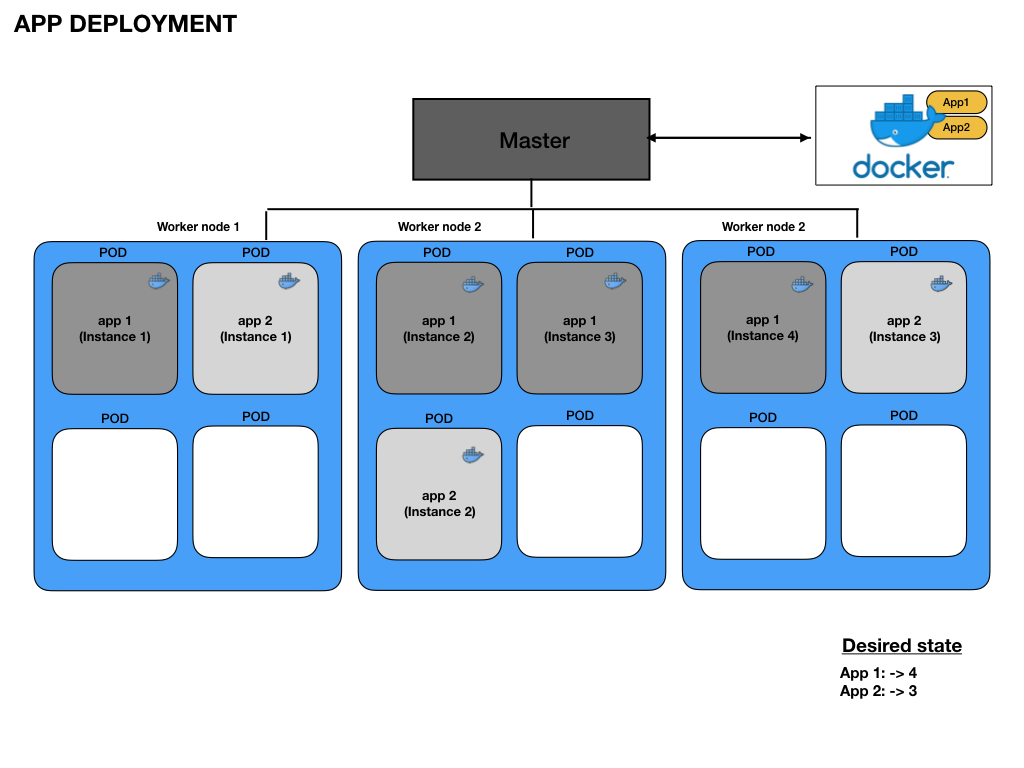 APP DEPLOYMENT
App1
App2
Master
docker
Worker node 1
Worker node 2
Worker node 2
POD
POD
POD
POD
POD
POD
app 1
(Instance 1)
app 2
(Instance 1)
app 1
(Instance 2)
app 1
(Instance 3)
app 1
(Instance 4)
app 2
(Instance 3)
POD
POD
POD
POD
POD
POD
app 2
(Instance 2)
Desired state
App 1: -> 4
App 2: -> 3